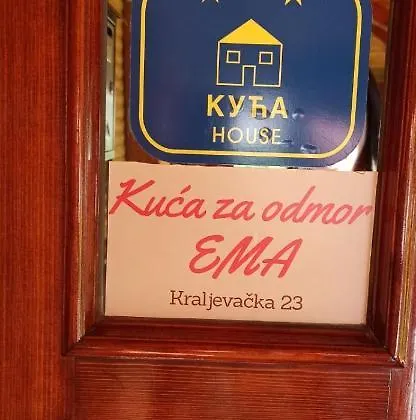 КУЋА
HOUSE
Kuća za odmor
EMA
Kraljevačka 23